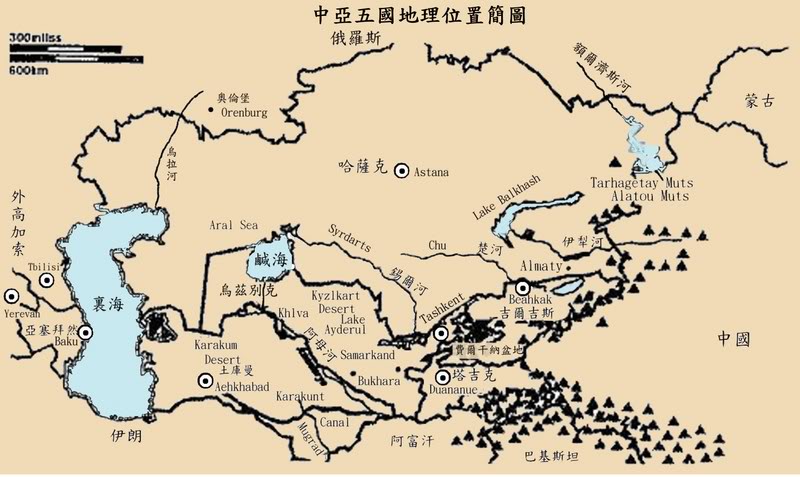 中亞五國地理位置簡圖
300miles
600km
俄羅斯
額爾濟斯河
蒙古
奧倫堡
Orenburg
烏拉河
哈薩克
Astana
Tarhagetay Muts
Alatou Muts
Lake Balkhash
外高加索
Aral Sea
Syrdarts
Chu
楚河
伊犁河
鹹海
錫爾河
Almaty
Tbilisi
烏茲別克
Kyzlkart
Desert
Beahkak
吉爾吉斯
Yerevan
裏海
Khlva
Lake
Ayderul
Tashkent
亞塞拜然
Baku
阿母河
中國
Karakum
Desert
Samarkand
費爾干納盆地
土庫曼
Aehkhabad
Bukhara
塔吉克
Duananue
Karakunt
Canal
Mugrad
伊朗
阿富汗
巴基斯坦